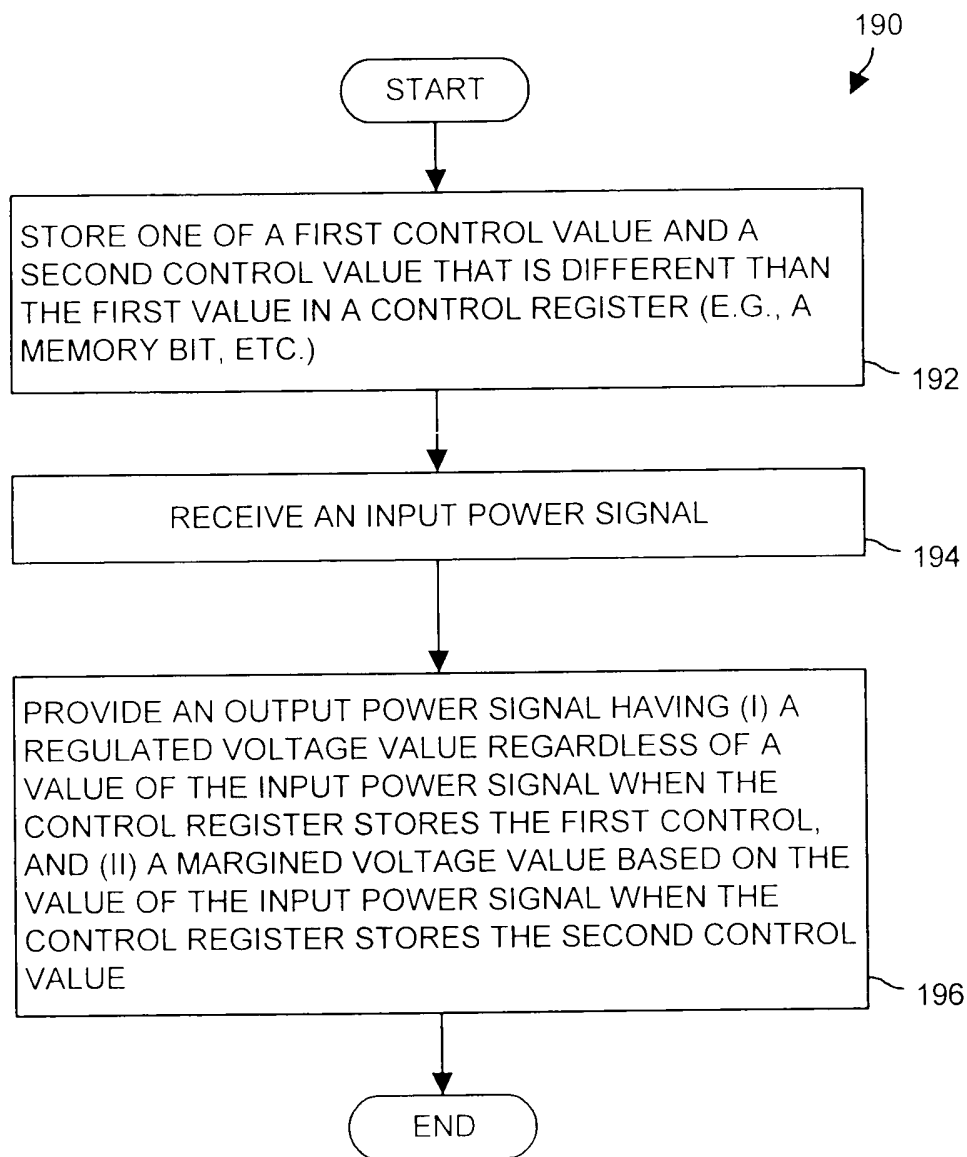 190
START
STORE ONE OF A FIRST CONTROL VALUE AND A
SECOND CONTROL VALUE THAT IS DIFFERENT THAN
THE FIRST VALUE IN A CONTROL REGISTER (E.G., A
MEMORY BIT, ETC.)
192
RECEIVE AN INPUT POWER SIGNAL
194
PROVIDE AN OUTPUT POWER SIGNAL HAVING (I) A
REGULATED VOLTAGE VALUE REGARDLESS OF A
VALUE OF THE INPUT POWER SIGNAL WHEN THE
CONTROL REGISTER STORES THE FIRST CONTROL,
AND (II) A MARGINED VOLTAGE VALUE BASED ON THE
VALUE OF THE INPUT POWER SIGNAL WHEN THE
CONTROL REGISTER STORES THE SECOND CONTROL
VALUE
196
END